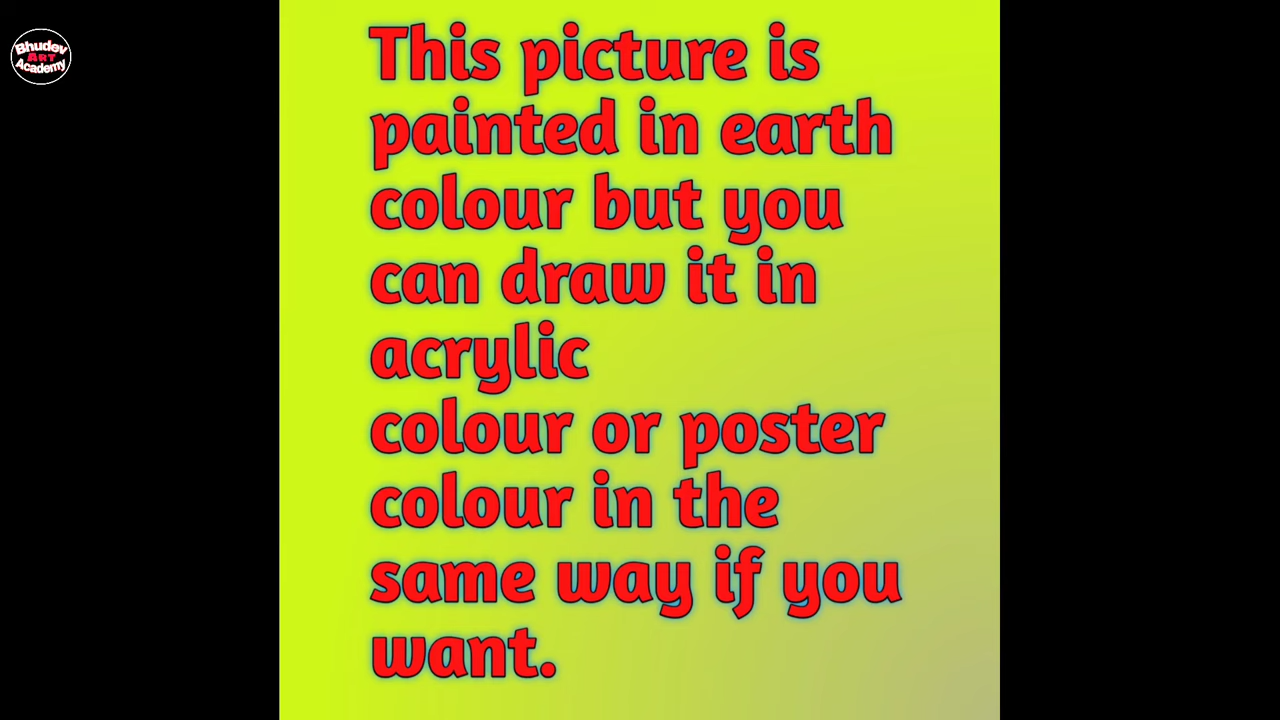 Bhudev
ART
Academy
This picture is
painted in earth
colour but you
can draw it in
acrylic
colour or poster
colour in the
same way if you
want.